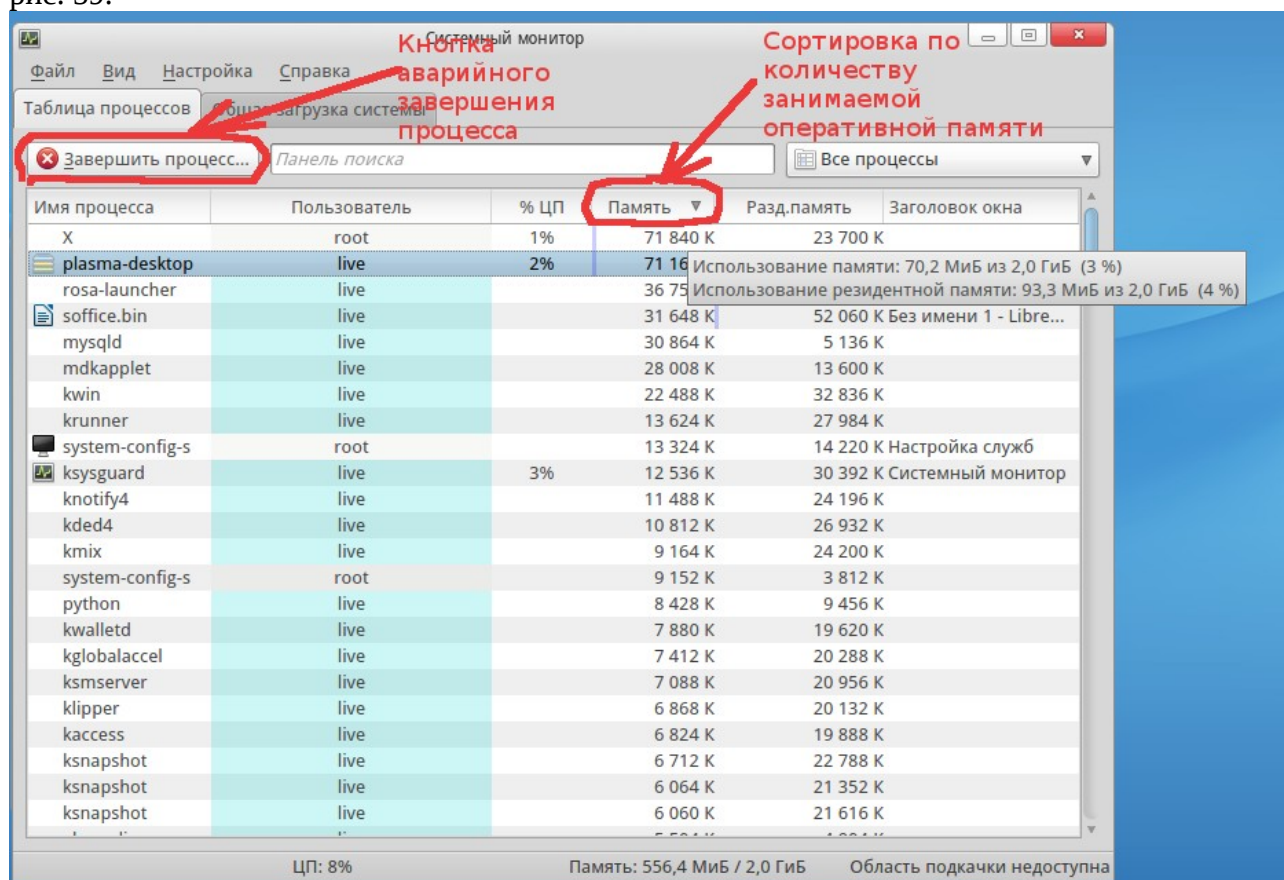 рис. 35.
Системный монитор
Кнопка
аварийного
завершения
процесса
Сортировка по
количеству
занимаемой
оперативной памяти
Файл Вид Настройка Справка
Таблица процессов Общая загрузка системы
Завершить процесс... Панель поиска Все процессы
Имя процесса Пользователь % ЦП Память Разд.память Заголовок окна
X root 1% 71 840 K 23 700 K
plasma-desktop live 2%
Использование памяти: 70,2 МиБ из 2,0 ГиБ (3 %)
Использование резидентной памяти: 93,3 МиБ из 2,0 ГиБ (4 %)
rosa-launcher live
soffice.bin live 31 648 K 52 060 K Без имени 1 - Libre...
mysqld live 30 864 K 5 136 K
mdkapplet live 28 008 K 13 600 K
kwin live 22 488 K 32 836 K
krunner live 13 624 K 27 984 K
system-config-s root 13 324 K 14 220 K Настройка служб
ksysguard live 3% 12 536 K 30 392 K Системный монитор
knotify4 live 11 488 K 24 196 K
kded4 live 10 812 K 26 932 K
kmix live 9 164 K 24 200 K
system-config-s root 9 152 K 3 812 K
python live 8 428 K 9 456 K
kwalletd live 7 880 K 19 620 K
kglobalaccel live 7 412 K 20 288 K
ksmserver live 7 088 K 20 956 K
klipper live 6 868 K 20 132 K
kaccess live 6 824 K 19 888 K
ksnapshot live 6 712 K 22 788 K
ksnapshot live 6 064 K 21 352 K
ksnapshot live 6 060 K 21 616 K
ЦП: 8% Память: 556,4 МиБ / 2,0 ГиБ Область подкачки недоступна